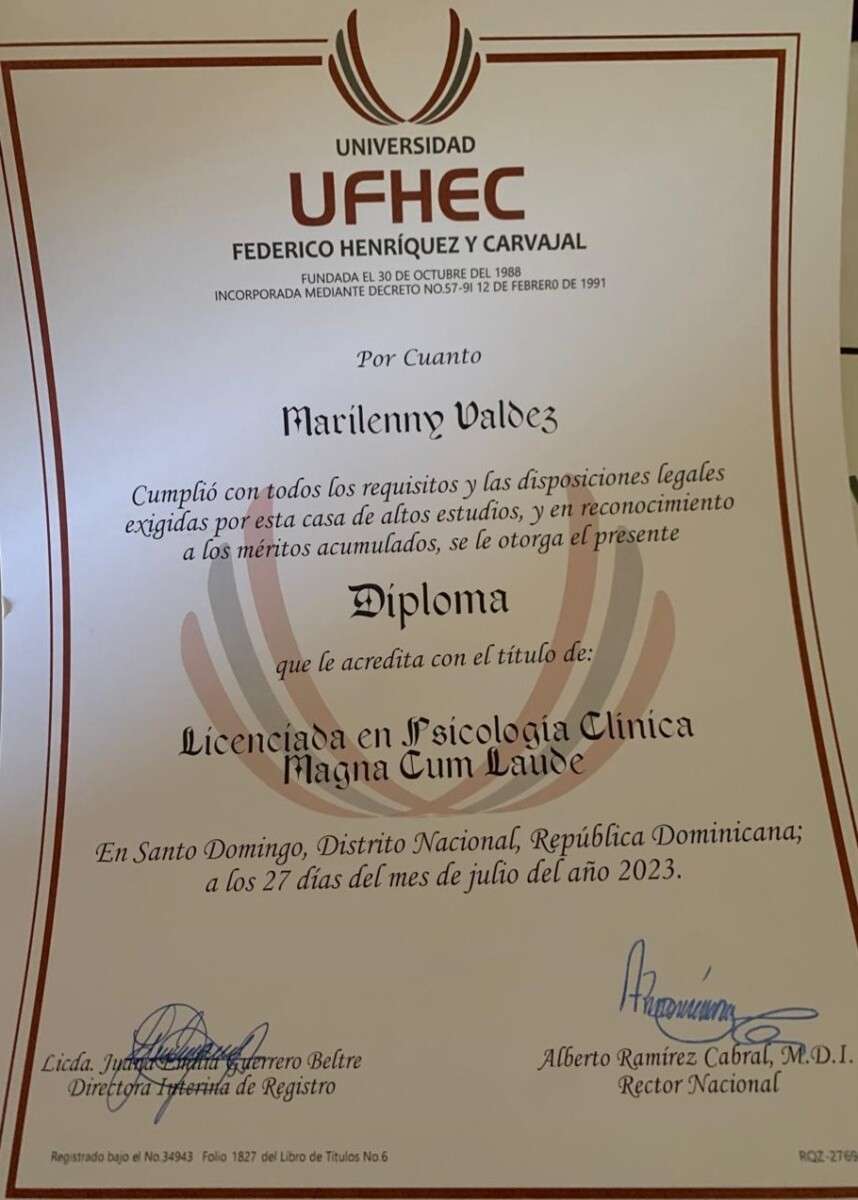 UNIVERSIDAD
UFHEC
FEDERICO HENRÍQUEZ Y CARVAJAL
FUNDADA EL 30 DE OCTUBRE DEL 1988
INCORPORADA MEDIANTE DECRETO NO.57-91 12 DE FEBRERO DE 1991
Por Cuanto
Marilenny Valdez
Cumplió con todos los requisitos y las disposiciones legales
exigidas por esta casa de altos estudios, y en reconocimiento
a los méritos acumulados, se le otorga el presente
Diploma
que le acredita con el título de:
Licenciada en Psicología Clínica
Magna Cum Laude
En Santo Domingo, Distrito Nacional, República Dominicana;
a los 27 días del mes de julio del año 2023.
Licda. Juana Guerrero Beltre
Directora Interina de Registro
Alberto Ramírez Cabral, M.D.I.
Rector Nacional
Registrado bajo el No.34943 Folio 1827 del Libro de Títulos No.6
RQZ-2769